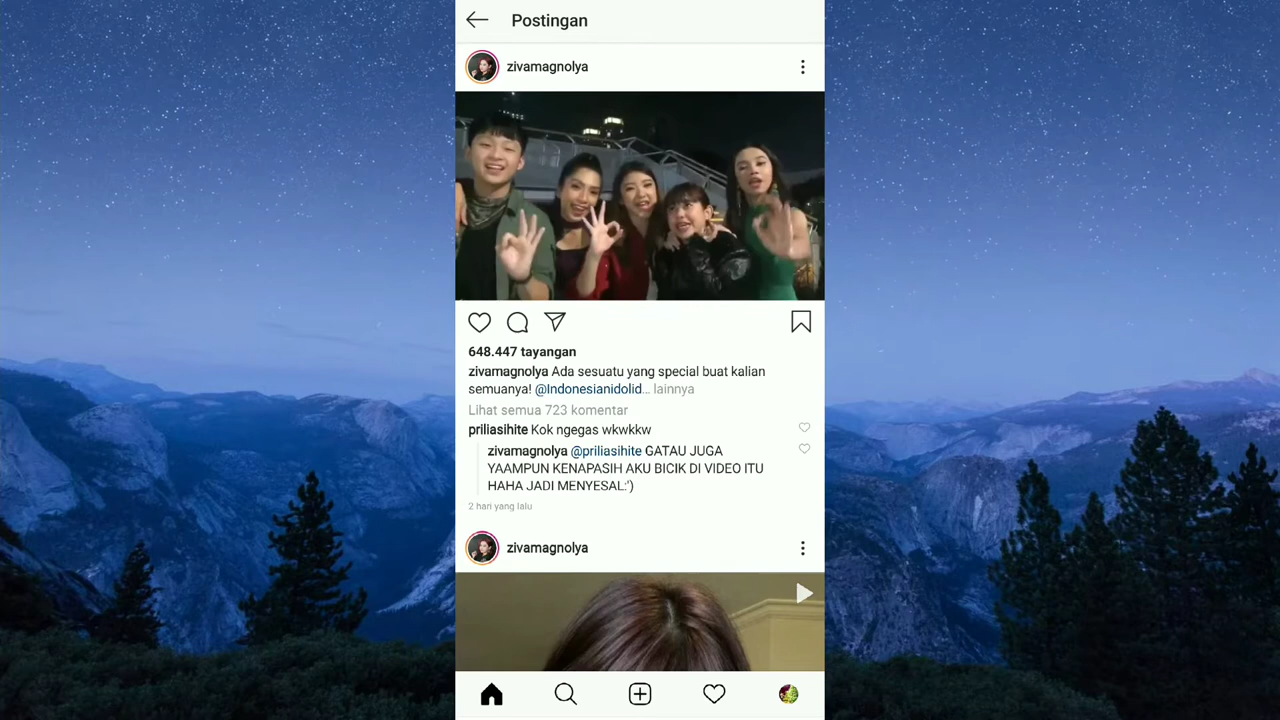 Postingan
zivamagnolya
648.447 tayangan
zivamagnolya Ada sesuatu yang special buat kalian
semuanya! @Indonesianidolid... lainnya
Lihat semua 723 komentar
priliasihite Kok ngegas wkwkkw
zivamagnolya @priliasihite GATAU JUGA
YAAMPUN KENAPASIH AKU BICIK DI VIDEO ITU
HAHA JADI MENYESAL:')
2 hari yang lalu
zivamagnolya